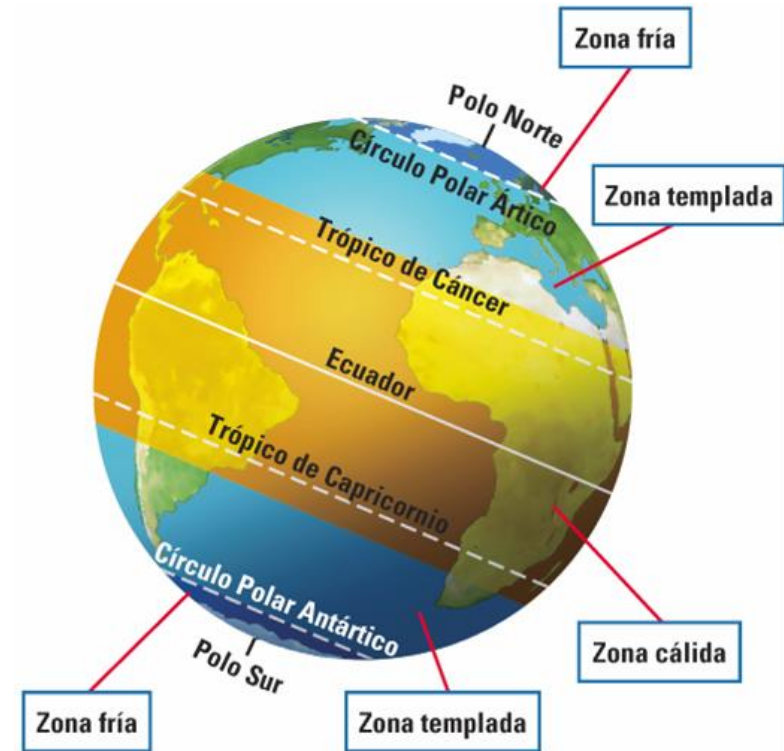 Zona fría
Polo Norte
Círculo Polar Ártico
Zona templada
Trópico de Cáncer
Ecuador
Trópico de Capricornio
Círculo Polar Antártico
Zona cálida
Polo Sur
Zona fría
Zona templada